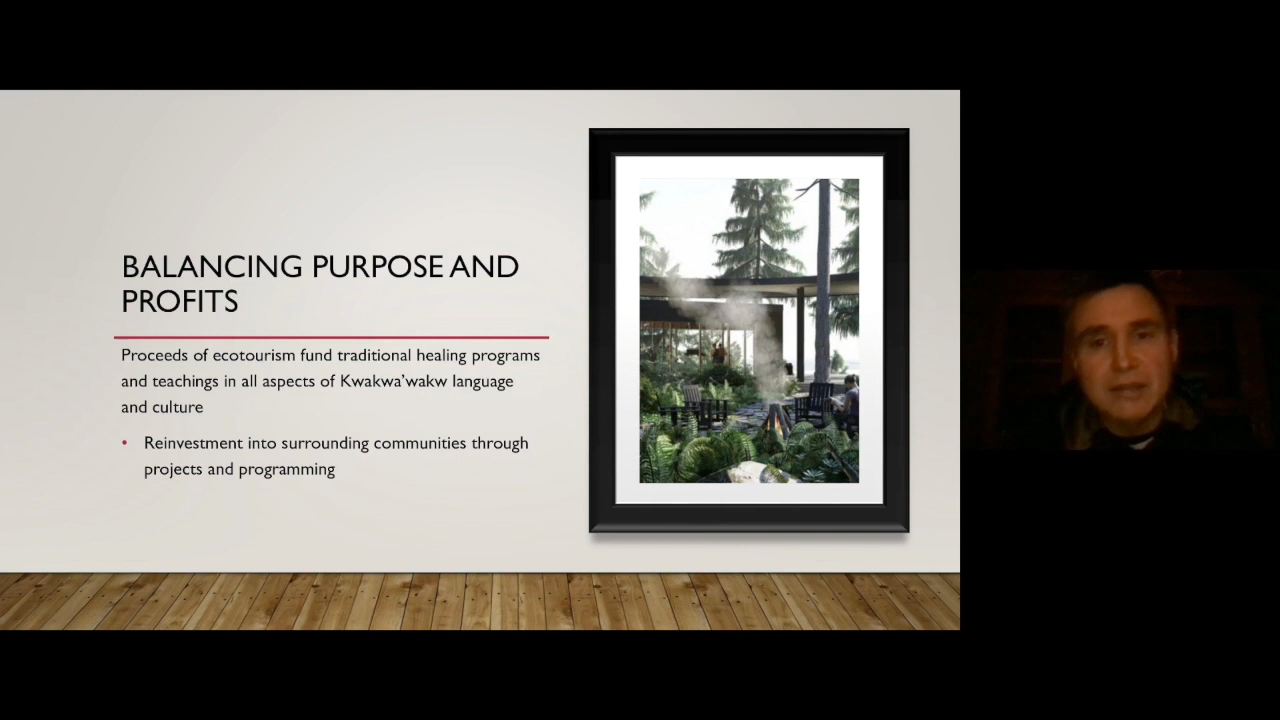 BALANCING PURPOSE AND
PROFITS
Proceeds of ecotourism fund traditional healing programs
and teachings in all aspects of Kwakwa’wakw language
and culture
• Reinvestment into surrounding communities through
projects and programming